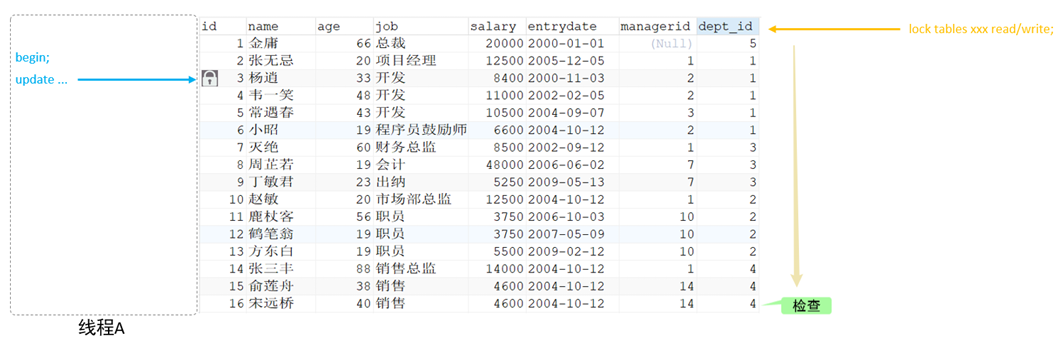 id name age job salary entrydate managerid dept_id
lock tables xxx read/write;
1 金庸 66 总裁 20000 2000-01-01 (Null) 5
begin;
2 张无忌 20 项目经理 12500 2005-12-05 1 1
update ...
3 杨逍 33 开发 8400 2000-11-03 2 1
4 韦一笑 48 开发 11000 2002-02-05 2 1
5 常遇春 43 开发 10500 2004-09-07 3 1
6 小昭 19 程序员鼓励师 6600 2004-10-12 2 1
7 灭绝 60 财务总监 8500 2002-09-12 1 3
8 周芷若 19 会计 48000 2006-06-02 7 3
9 丁敏君 23 出纳 5250 2009-05-13 7 3
10 赵敏 20 市场部总监 12500 2004-10-12 1 2
11 鹿杖客 56 职员 3750 2006-10-03 10 2
12 鹤笔翁 19 职员 3750 2007-05-09 10 2
13 方东白 19 职员 5500 2009-02-12 10 2
14 张三丰 88 销售总监 14000 2004-10-12 1 4
15 俞莲舟 38 销售 4600 2004-10-12 14 4
16 宋远桥 40 销售 4600 2004-10-12 14 4
检查
线程A